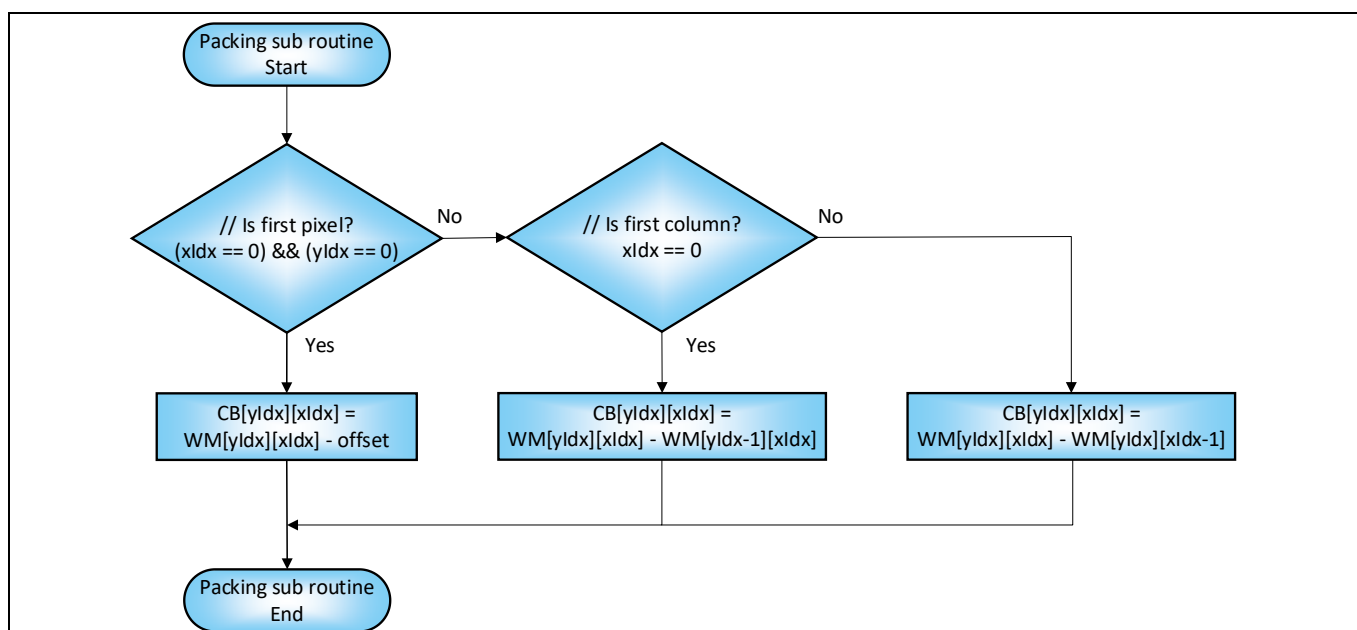 Packing sub routine
Start
// Is first pixel?
(xIdx == 0) && (yIdx == 0)
No
// Is first column?
xIdx == 0
No
Yes
Yes
CB[yIdx][xIdx] =
WM[yIdx][xIdx] - offset
CB[yIdx][xIdx] =
WM[yIdx][xIdx] - WM[yIdx-1][xIdx]
CB[yIdx][xIdx] =
WM[yIdx][xIdx] - WM[yIdx][xIdx-1]
Packing sub routine
End